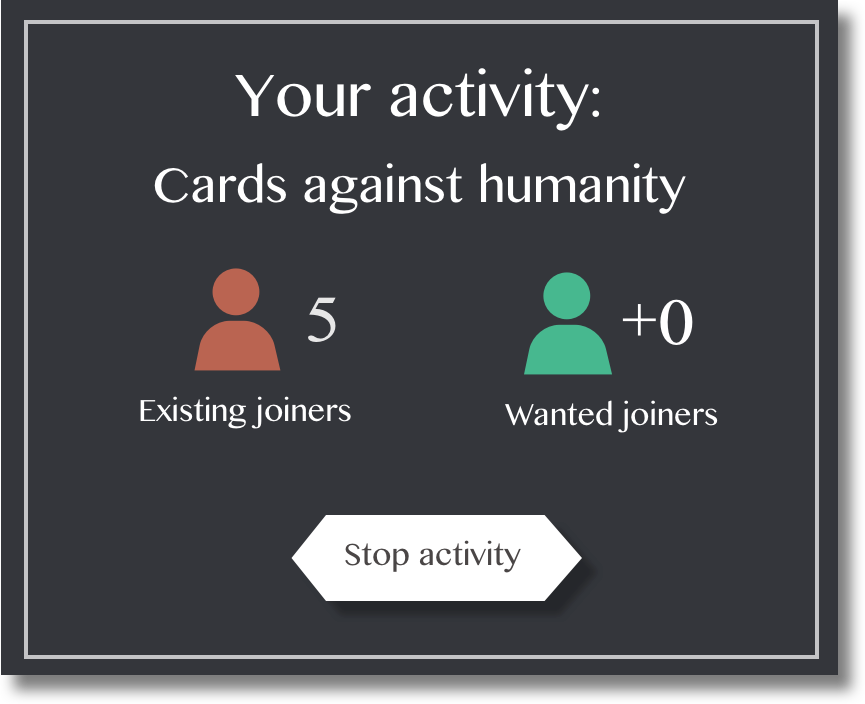 Your activity:
Cards against humanity
5
+0
Existing joiners
Wanted joiners
Stop activity